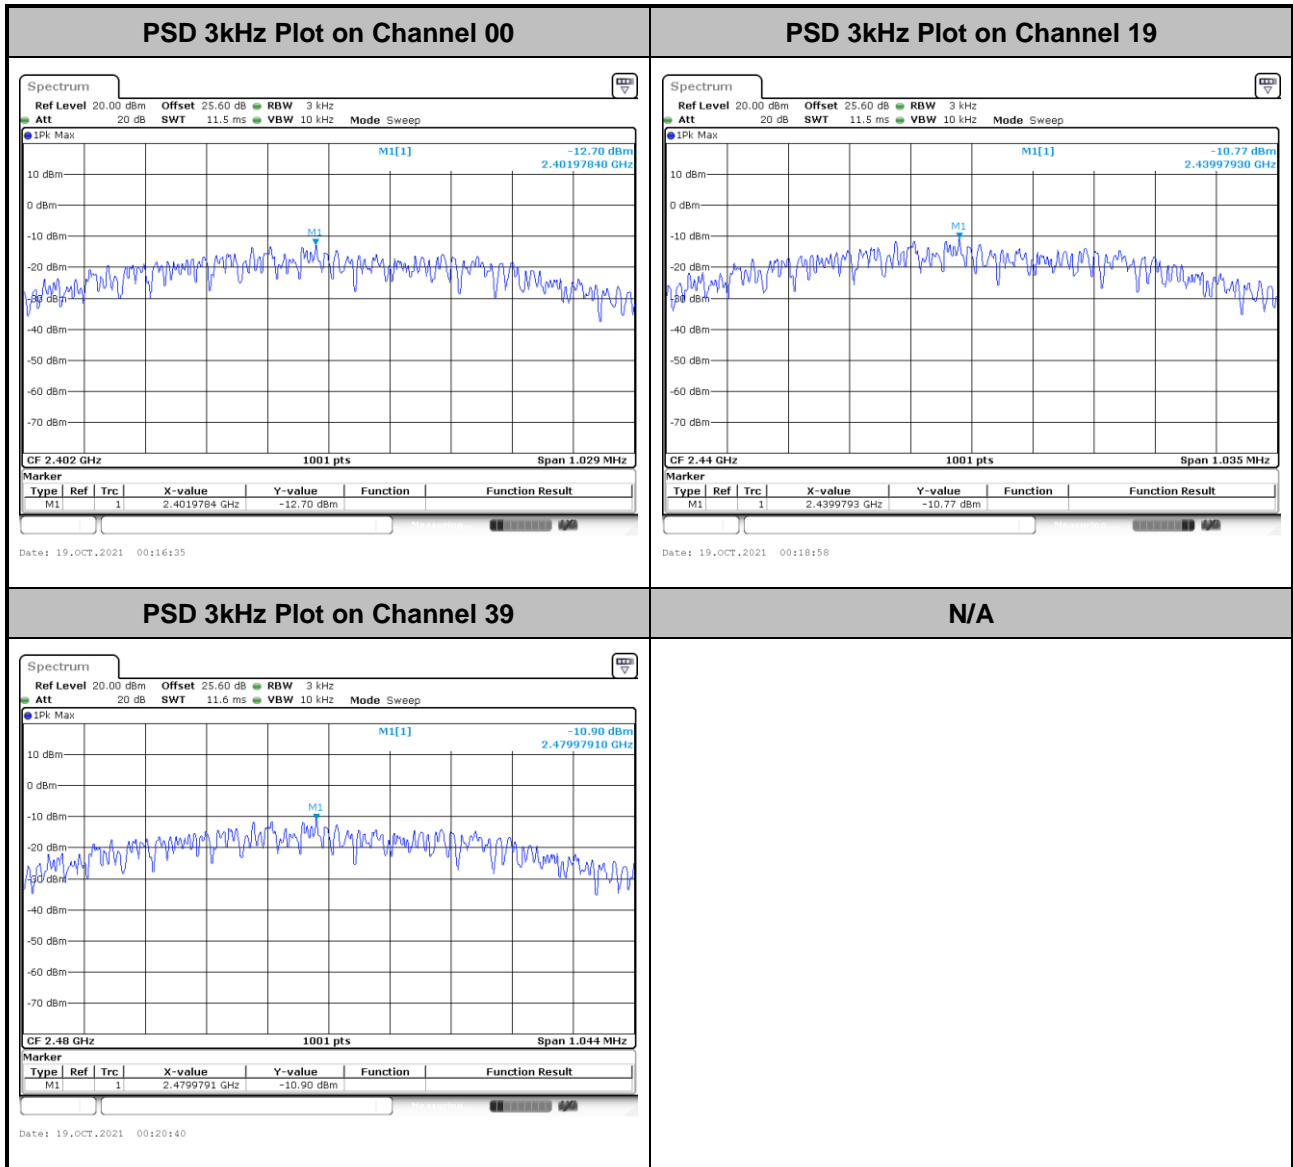 PSD 3kHz Plot on Channel 00
Spectrum
Ref Level 20.00 dBm Offset 25.60 dB RBW 3 kHz
Att 20 dB SWT 11.5 ms VBW 10 kHz Mode Sweep
1Pk Max
M1[1] -12.70 dBm
2.40197840 GHz
10 dBm
0 dBm
M1
-10 dBm
-20 dBm
-30 dBm
-40 dBm
-50 dBm
-60 dBm
-70 dBm
CF 2.402 GHz 1001 pts Span 1.029 MHz
Marker
Type Ref Trc X-value Y-value Function Function Result
M1 1 2.4019784 GHz -12.70 dBm
Date: 19.OCT.2021 00:16:35
PSD 3kHz Plot on Channel 19
Spectrum
Ref Level 20.00 dBm Offset 25.60 dB RBW 3 kHz
Att 20 dB SWT 11.5 ms VBW 10 kHz Mode Sweep
1Pk Max
M1[1] -10.77 dBm
2.43997930 GHz
10 dBm
0 dBm
M1
-10 dBm
-20 dBm
-30 dBm
-40 dBm
-50 dBm
-60 dBm
-70 dBm
CF 2.44 GHz 1001 pts Span 1.035 MHz
Marker
Type Ref Trc X-value Y-value Function Function Result
M1 1 2.4399793 GHz -10.77 dBm
Measuring...
Date: 19.OCT.2021 00:18:58
PSD 3kHz Plot on Channel 39
Spectrum
Ref Level 20.00 dBm Offset 25.60 dB RBW 3 kHz
Att 20 dB SWT 11.6 ms VBW 10 kHz Mode Sweep
1Pk Max
M1[1] -10.90 dBm
2.47997910 GHz
10 dBm
0 dBm
M1
-10 dBm
-20 dBm
-30 dBm
-40 dBm
-50 dBm
-60 dBm
-70 dBm
CF 2.48 GHz 1001 pts Span 1.044 MHz
Marker
Type Ref Trc X-value Y-value Function Function Result
M1 1 2.4799791 GHz -10.90 dBm
Date: 19.OCT.2021 00:20:40
N/A